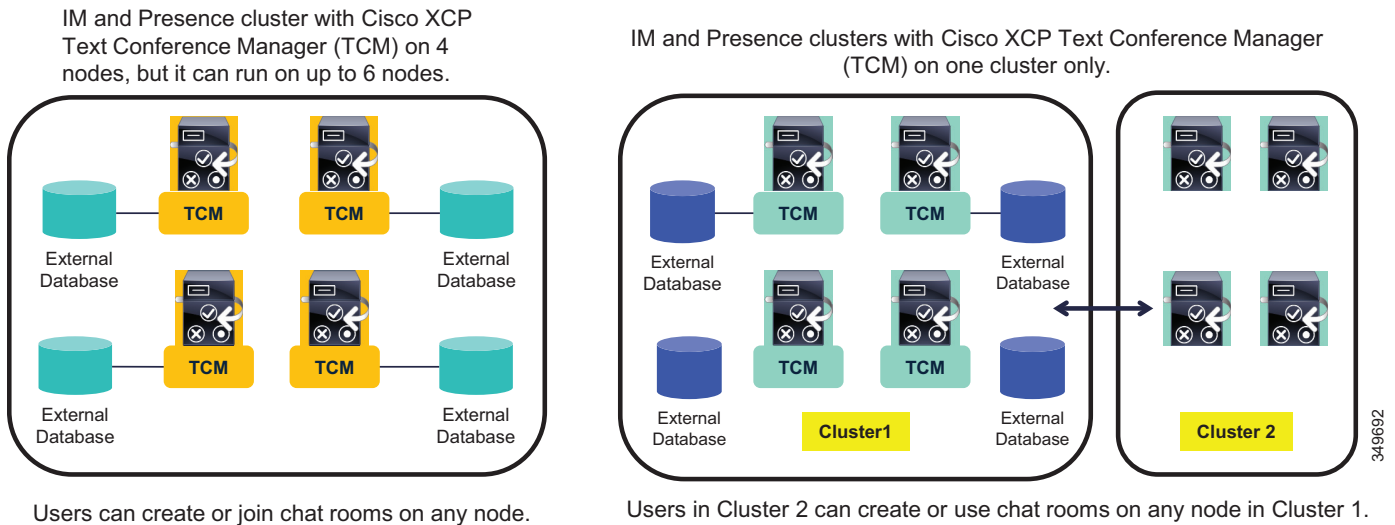 IM and Presence cluster with Cisco XCP
Text Conference Manager (TCM) on 4
nodes, but it can run on up to 6 nodes.
TCM
TCM
External
Database
External
Database
TCM
TCM
External
Database
External
Database
Users can create or join chat rooms on any node.
IM and Presence clusters with Cisco XCP Text Conference Manager
(TCM) on one cluster only.
TCM
TCM
External
Database
External
Database
TCM
TCM
External
Database
Cluster1
External
Database
Cluster 2
349692
Users in Cluster 2 can create or use chat rooms on any node in Cluster 1.